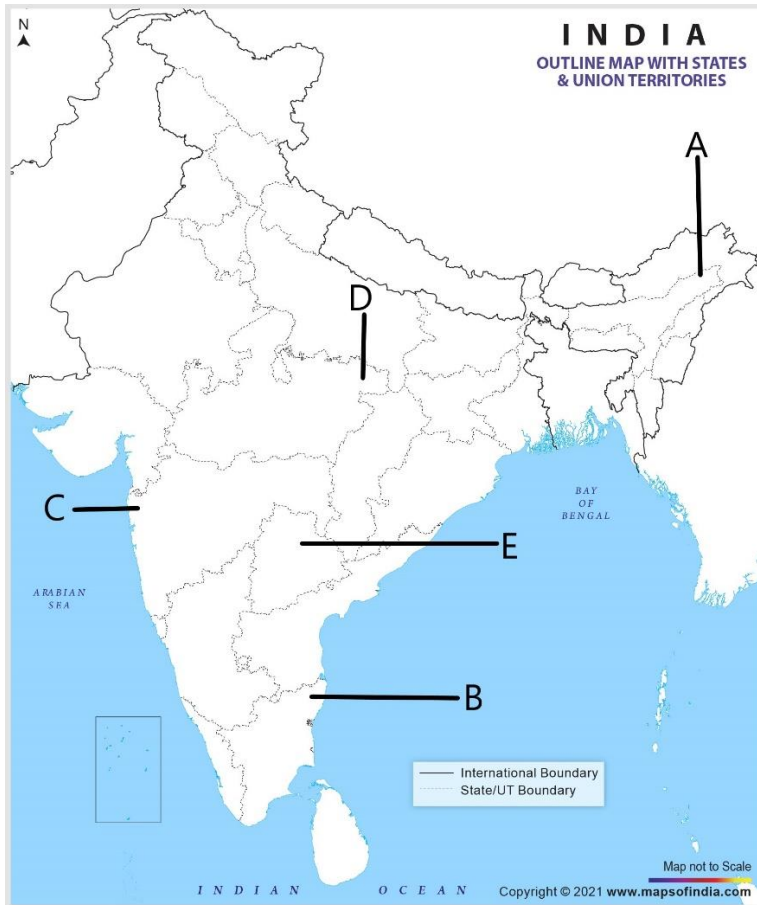 N
INDIA
OUTLINE MAP WITH STATES
& UNION TERRITORIES
A
D
C
BAY
OF
BENGAL
E
ARABIAN
SEA
B
International Boundary
State/UT Boundary
Map not to Scale
INDIAN OCEAN
Copyright © 2021 www.mapsofindia.com